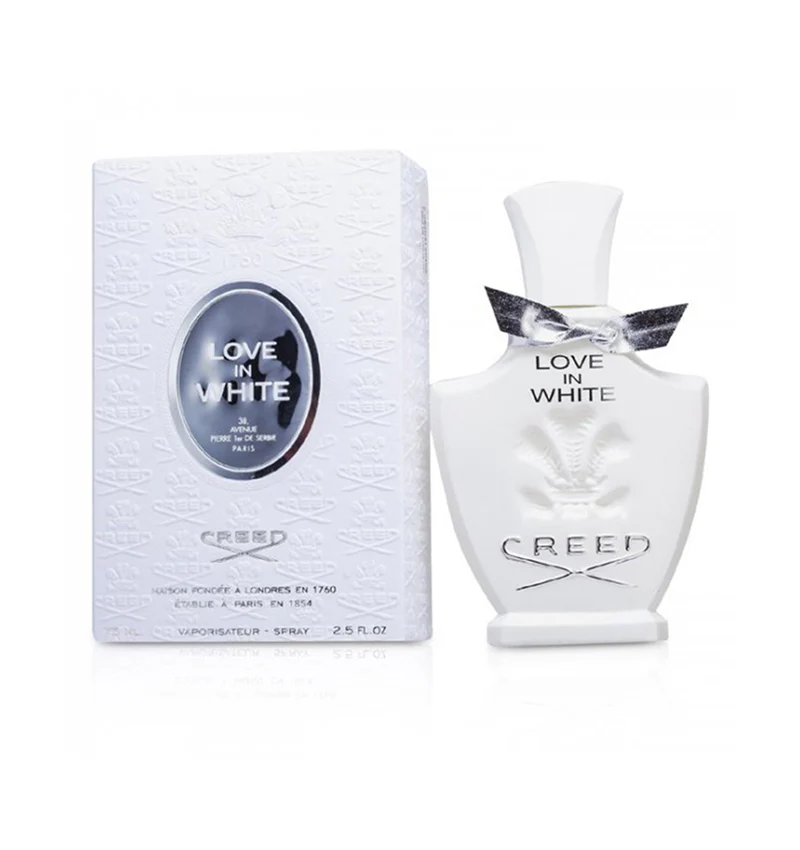 1760
LOVE
IN
WHITE
38,
AVENUE
PIERRE 1er DE SERBIE
PARIS
CREED
MAISON FONDÉE À LONDRES EN 1760
ÉTABLIE À PARIS EN 1854
VAPORISATEUR - SPRAY 2.5 FL.OZ
LOVE
IN
WHITE
CREED